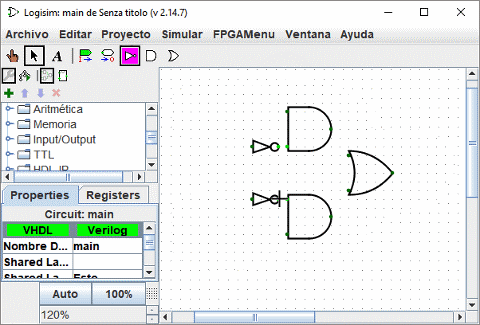 Logisim: main de Senza titolo (v 2.14.7)
Archivo Editar Proyecto Simular FPGAMenu Ventana Ayuda
A
Aritmética
Memoria
Input/Output
TTL
HDL IP
Properties Registers
Circuit: main
VHDL Verilog
Nombre D... main
Shared La...
Shared La... Este
Auto 100%
120%